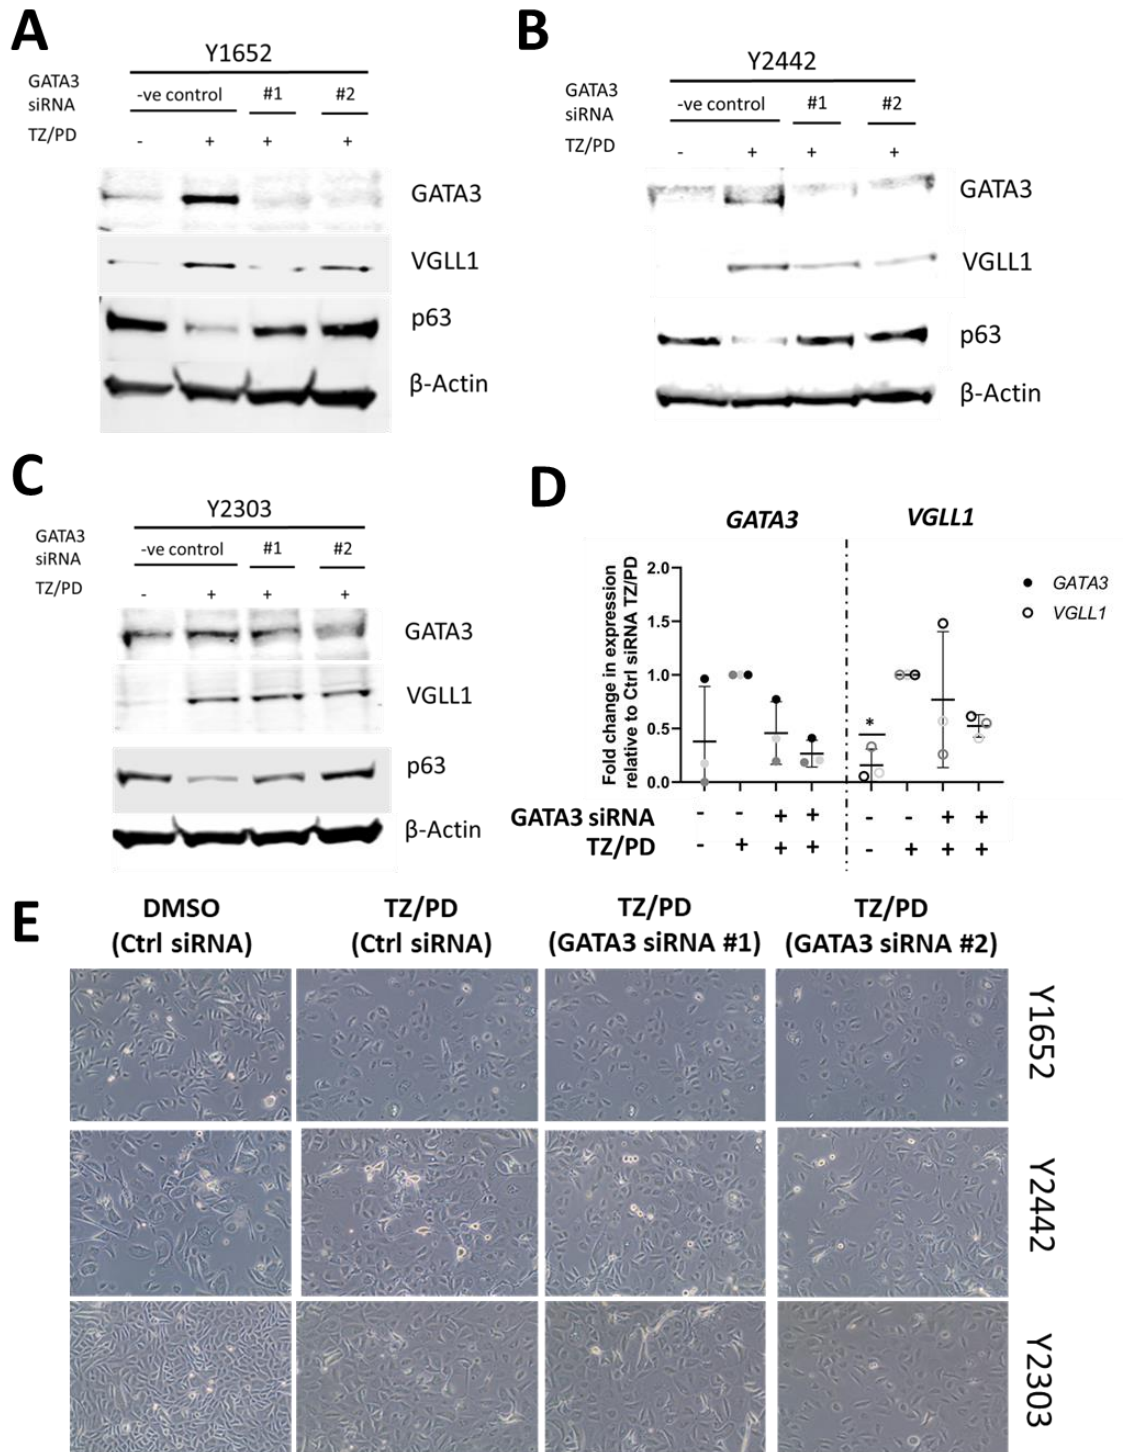 A
Y1652
GATA3
siRNA
-ve control #1 #2
TZ/PD - + + +
GATA3
VGLL1
p63
β-Actin
B
Y2442
GATA3
siRNA
-ve control #1 #2
TZ/PD - + + +
GATA3
VGLL1
p63
β-Actin
C
Y2303
GATA3
siRNA
-ve control #1 #2
TZ/PD - + + +
GATA3
VGLL1
p63
β-Actin
D
GATA3 VGLL1
Fold change in expression
relative to Ctrl siRNA TZ/PD
2.0
1.5
1.0
0.5
0.0
*
GATA3
VGLL1
GATA3 siRNA - - + + - - + +
TZ/PD - + + + - + + +
E
DMSO
(Ctrl siRNA)
TZ/PD
(Ctrl siRNA)
TZ/PD
(GATA3 siRNA #1)
TZ/PD
(GATA3 siRNA #2)
Y1652
Y2442
Y2303